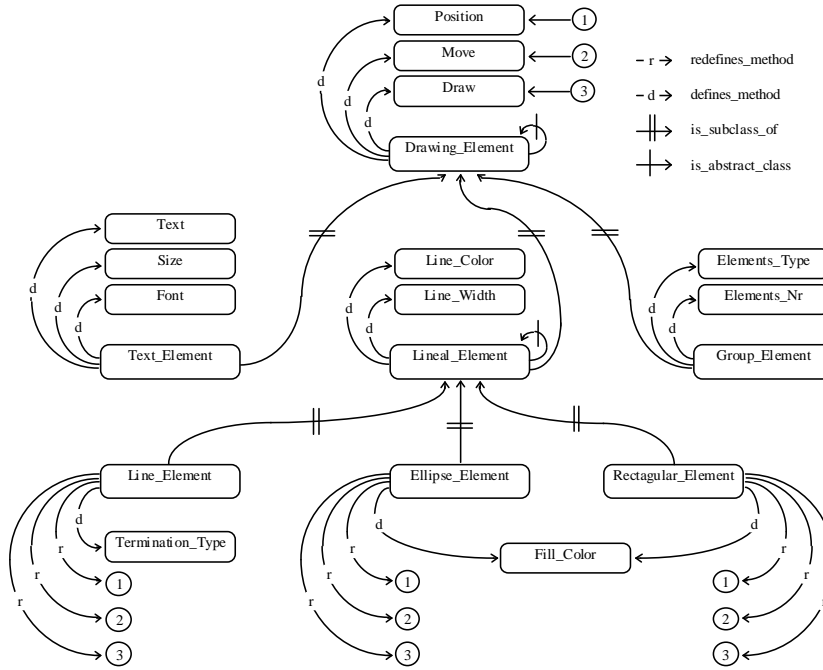 Position
1
Move
2
Draw
3
d
d
d
Drawing_Element
r
redefines_method
d
defines_method
is_subclass_of
is_abstract_class
Text
Size
Font
d
d
d
Text_Element
Line_Color
Line_Width
d
d
Lineal_Element
Elements_Type
Elements_Nr
d
d
Group_Element
Line_Element
d
Termination_Type
r
r
r
1
2
3
Ellipse_Element
d
r
r
r
1
2
3
Rectagular_Element
d
Fill_Color
r
r
r
1
2
3